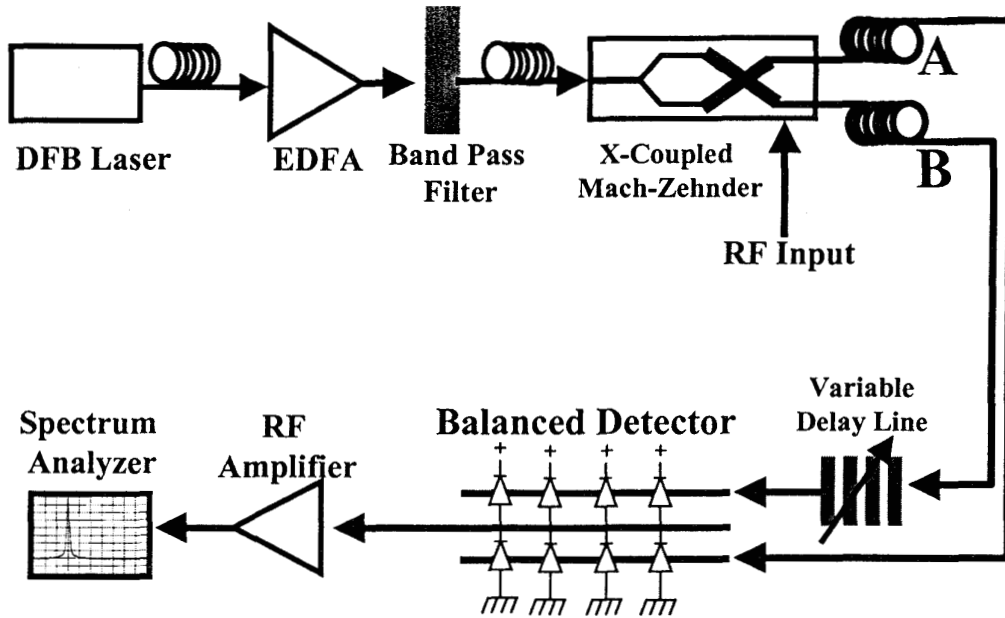 DFB Laser
EDFA
Band Pass
Filter
X-Coupled
Mach-Zehnder
RF Input
A
B
Variable
Delay Line
Balanced Detector
+ + + +
RF
Amplifier
Spectrum
Analyzer